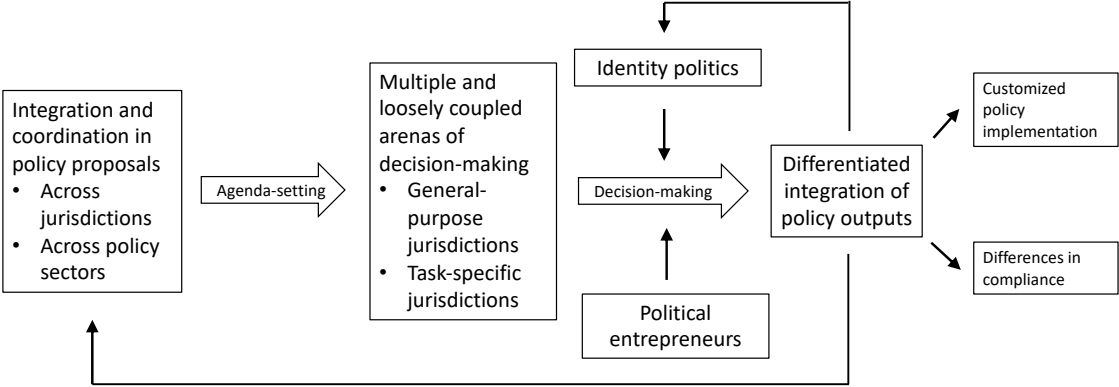 Integration and
coordination in
policy proposals
• Across
jurisdictions
• Across policy
sectors
Agenda-setting
Multiple and
loosely coupled
arenas of
decision-making
• General-
purpose
jurisdictions
• Task-specific
jurisdictions
Identity politics
Decision-making
Political
entrepreneurs
Differentiated
integration of
policy outputs
Customized
policy
implementation
Differences in
compliance